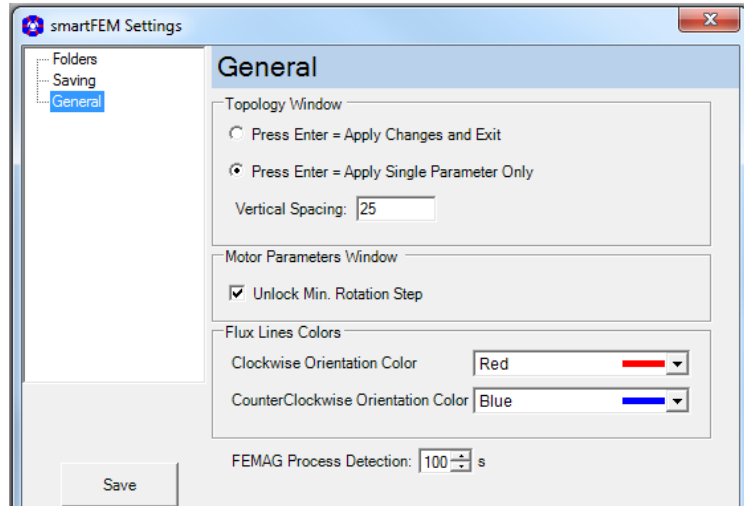 smartFEM Settings
Folders
Saving
General
General
Topology Window
Press Enter = Apply Changes and Exit
Press Enter = Apply Single Parameter Only
Vertical Spacing: 25
Motor Parameters Window
Unlock Min. Rotation Step
Flux Lines Colors
Clockwise Orientation Color Red
CounterClockwise Orientation Color Blue
FEMAG Process Detection: 100 s
Save